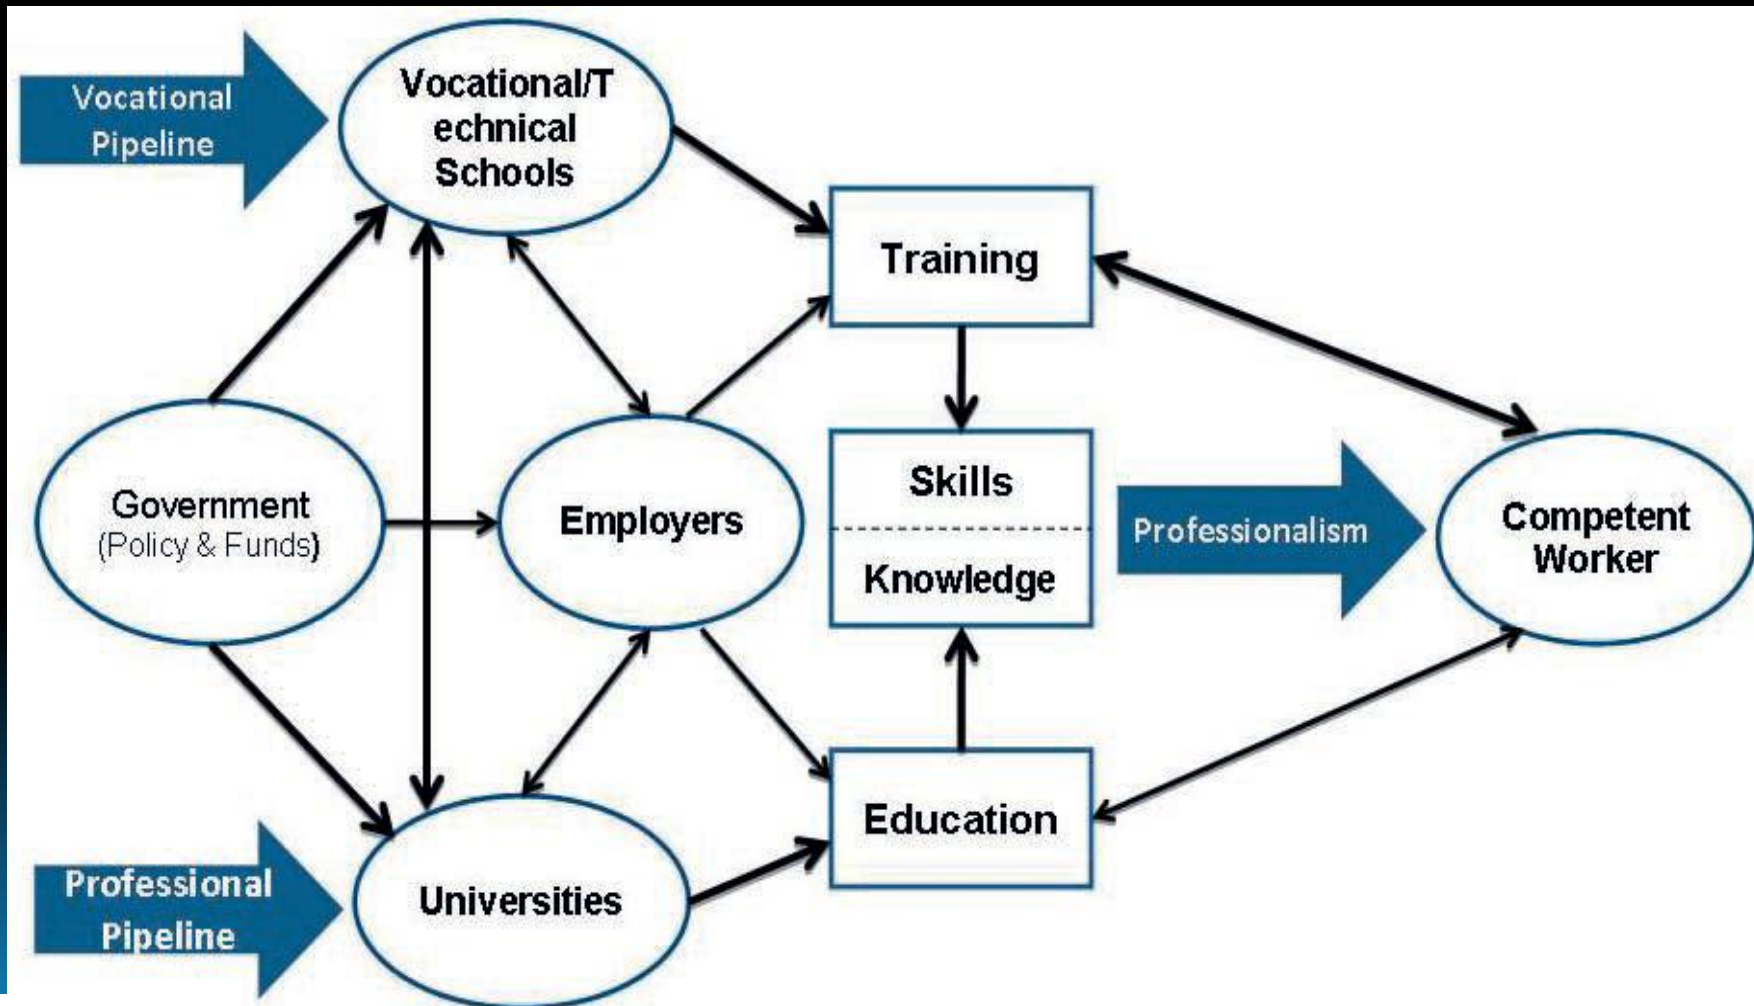 Vocational
Pipeline
Vocational/T
echnical
Schools
Training
Government
(Policy & Funds)
Employers
Skills
Knowledge
Professionalism
Competent
Worker
Education
Professional
Pipeline
Universities